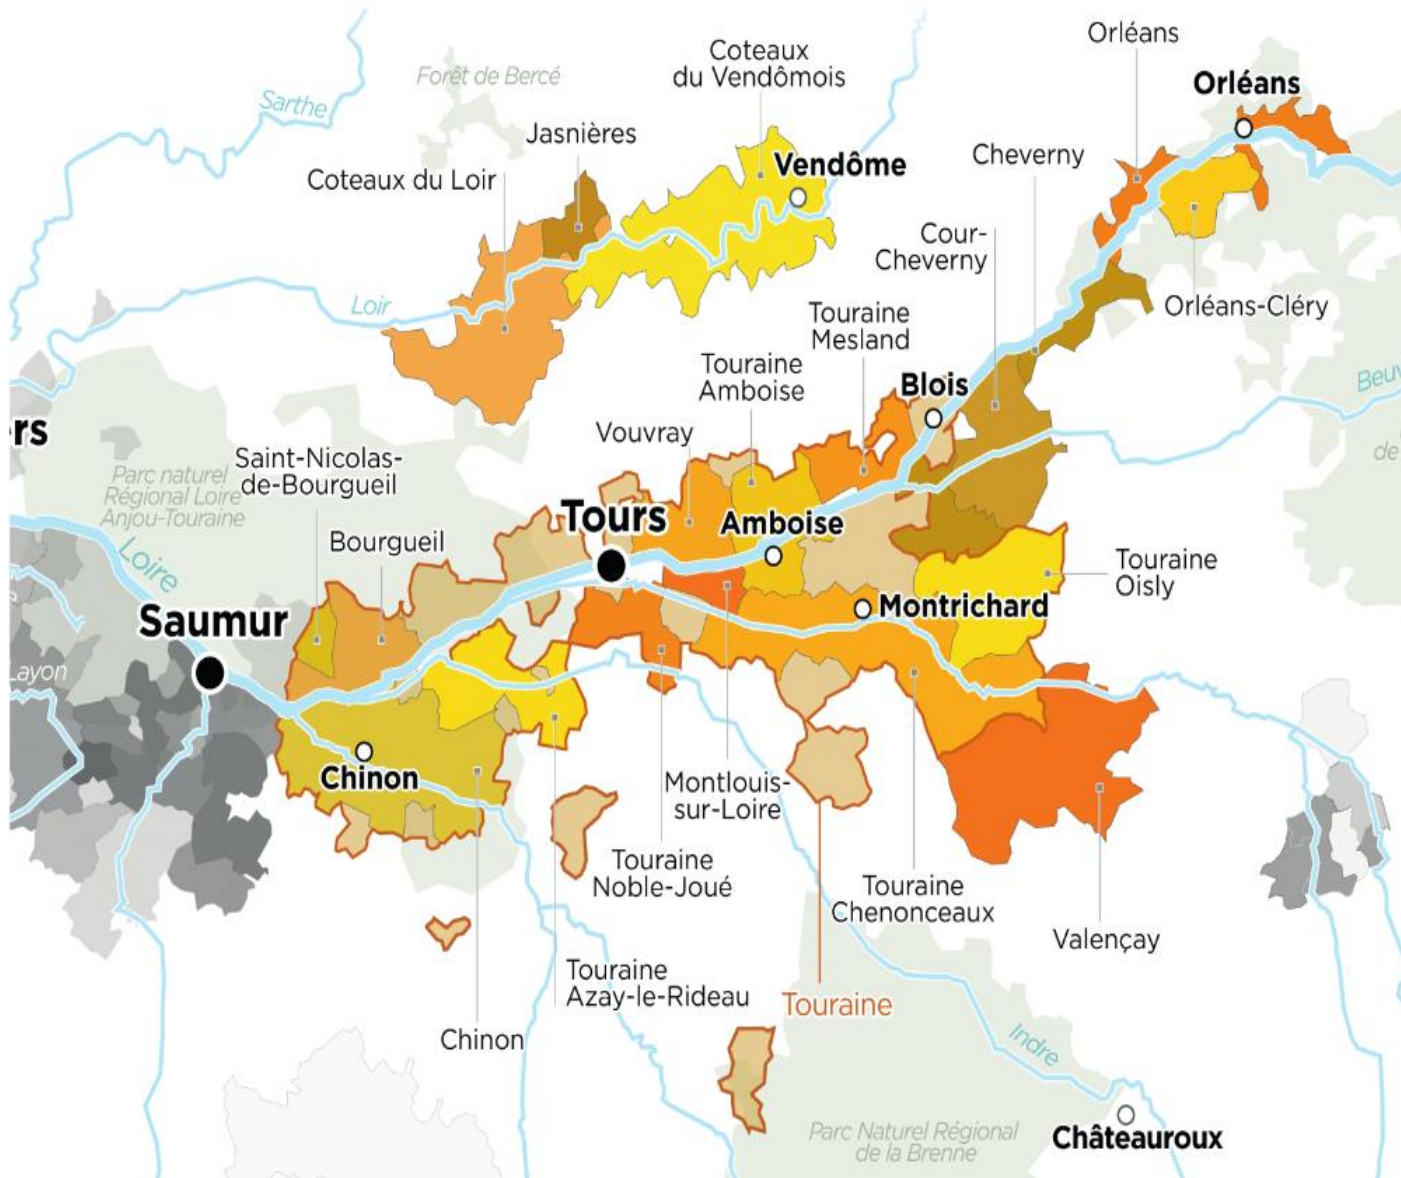 Orléans
Coteaux
du Vendômois
Forêt de Bercé
Orléans
Sarthe
Jasnières
Cheverny
Vendôme
Coteaux du Loir
Cour-
Cheverny
Loir
Orléans-Cléry
Touraine
Mesland
Touraine
Amboise
Blois
Beuv
ers
Vouvray
Saint-Nicolas-
de-Bourgueil
Parc naturel
Régional Loire
Anjou-Touraine
de
Tours
Amboise
Bourgueil
Loire
Touraine
Oisly
Saumur
Montrichard
Layon
Chinon
Montlouis-
sur-Loire
Touraine
Noble-Joué
Touraine
Chenonceaux
Valençay
Touraine
Azay-le-Rideau
Touraine
Chinon
Indre
Parc Naturel Régional
de la Brenne
Châteauroux